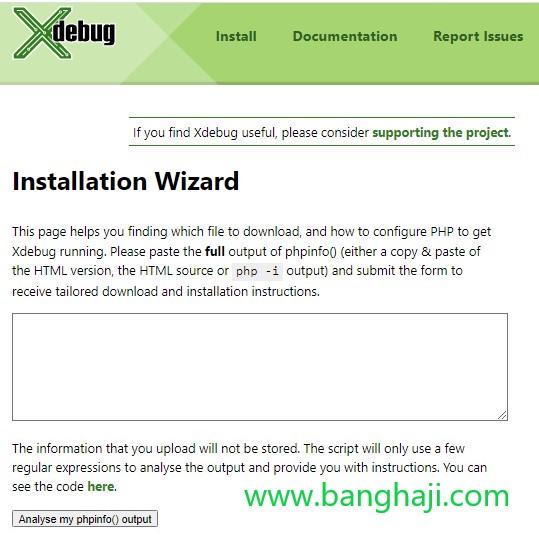 Xdebug
Install Documentation Report Issues
If you find Xdebug useful, please consider supporting the project.
Installation Wizard
This page helps you finding which file to download, and how to configure PHP to get
Xdebug running. Please paste the full output of phpinfo() (either a copy & paste of
the HTML version, the HTML source or php -i output) and submit the form to
receive tailored download and installation instructions.
The information that you upload will not be stored. The script will only use a few
regular expressions to analyse the output and provide you with instructions. You can
see the code here.
www.banghaji.com
Analyse my phpinfo() output